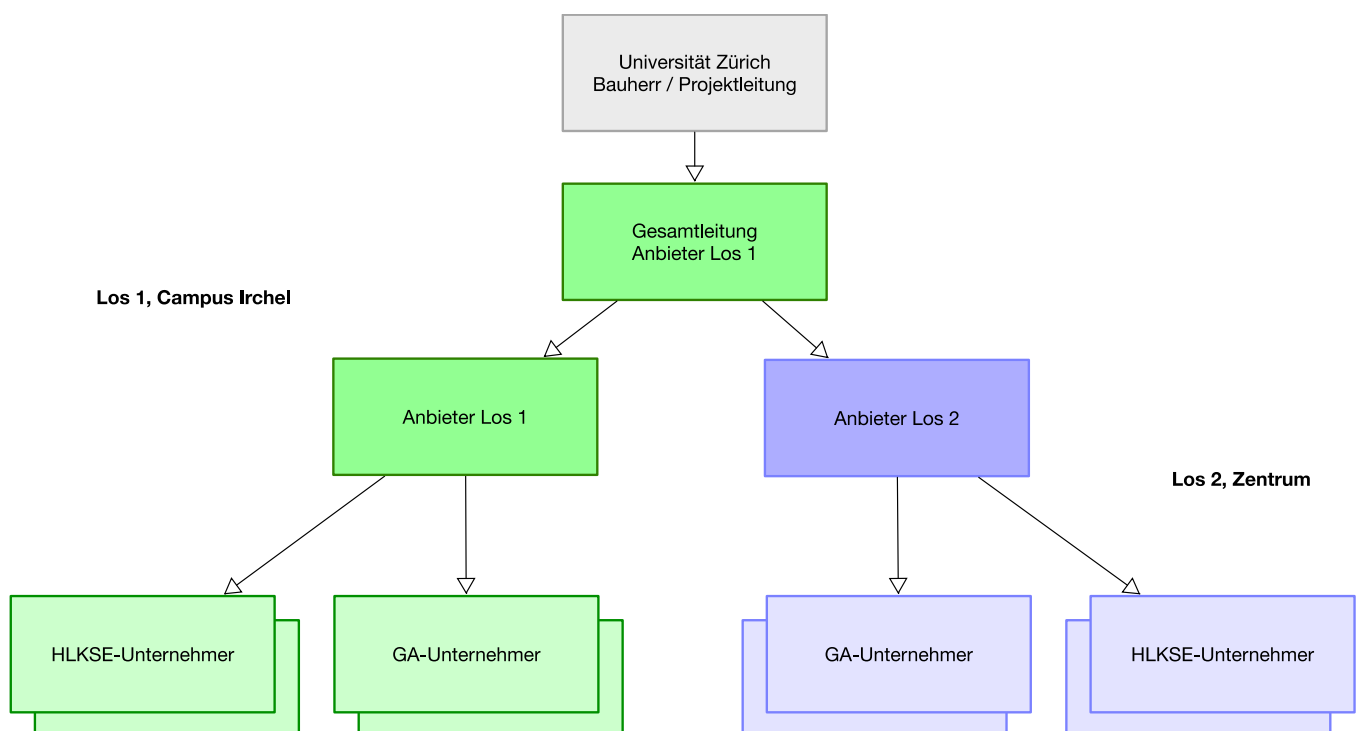 Universität Zürich
Bauherr / Projektleitung
Gesamtleitung
Anbieter Los 1
Los 1, Campus Irchel
Anbieter Los 1
Anbieter Los 2
Los 2, Zentrum
HLKSE-Unternehmer
GA-Unternehmer
GA-Unternehmer
HLKSE-Unternehmer